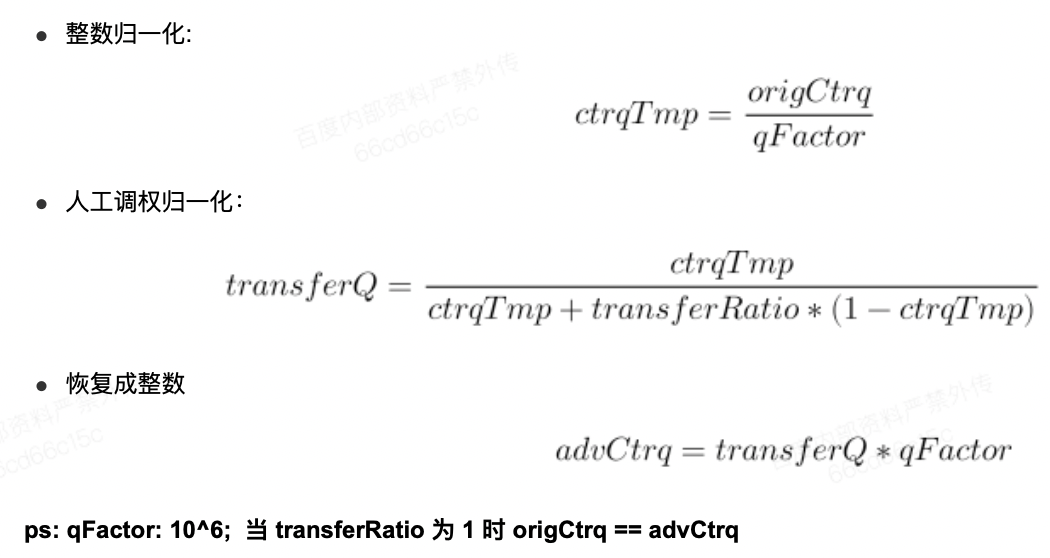 整数归一化:
ctrqTmp = origCtrq / qFactor
人工调权归一化：
transferQ = ctrqTmp / ctrqTmp + transferRatio * (1 − ctrqTmp)
恢复成整数
advCtrq = transferQ * qFactor
ps: qFactor: 10^6; 当 transferRatio 为 1 时 origCtrq == advCtrq
百度内部资料严禁外传
66cd66c15c